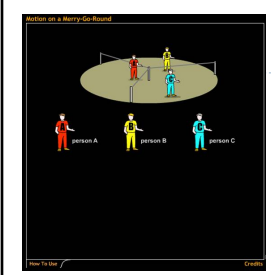 Motion on a Merry-Go-Round
A B C
A B C
person A person B person C
How To Use Credits